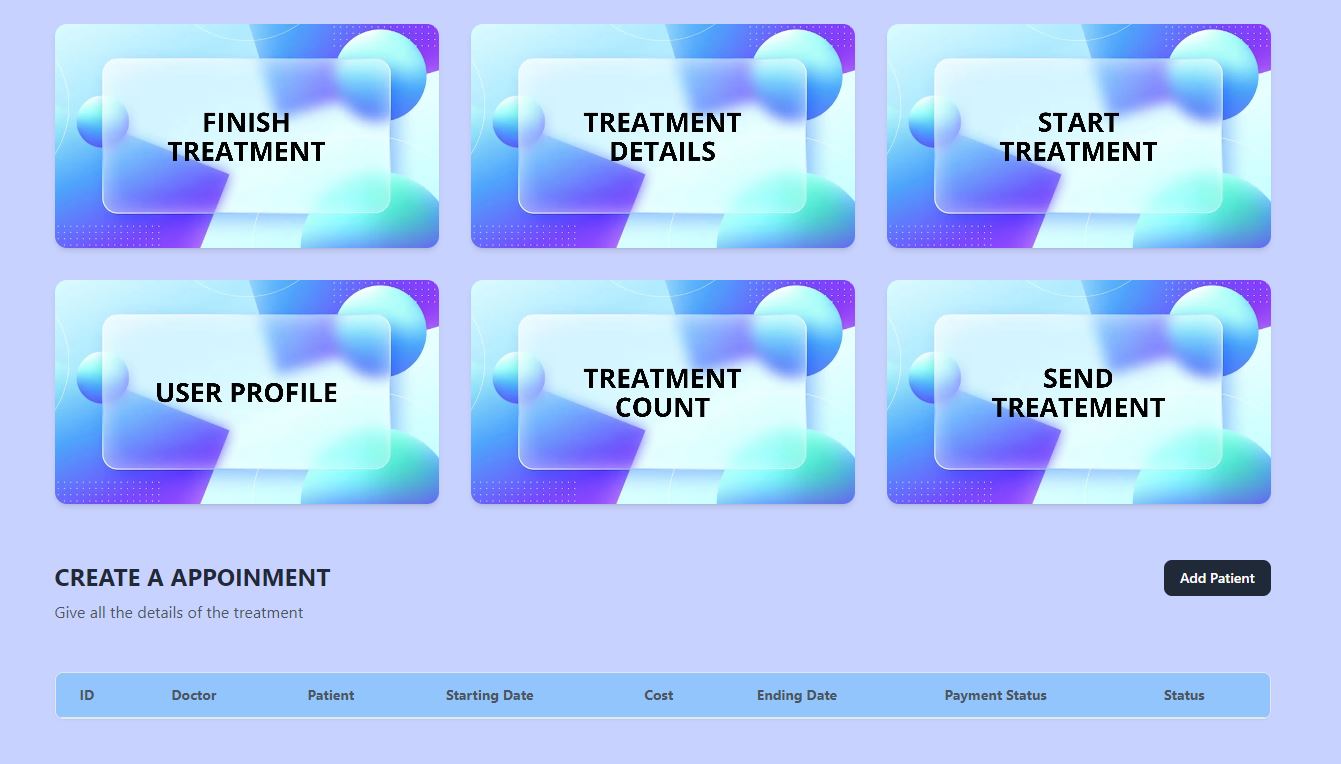 FINISH
TREATMENT
TREATMENT
DETAILS
START
TREATMENT
USER PROFILE
TREATMENT
COUNT
SEND
TREATEMENT
CREATE A APPOINMENT
Add Patient
Give all the details of the treatment
ID Doctor Patient Starting Date Cost Ending Date Payment Status Status